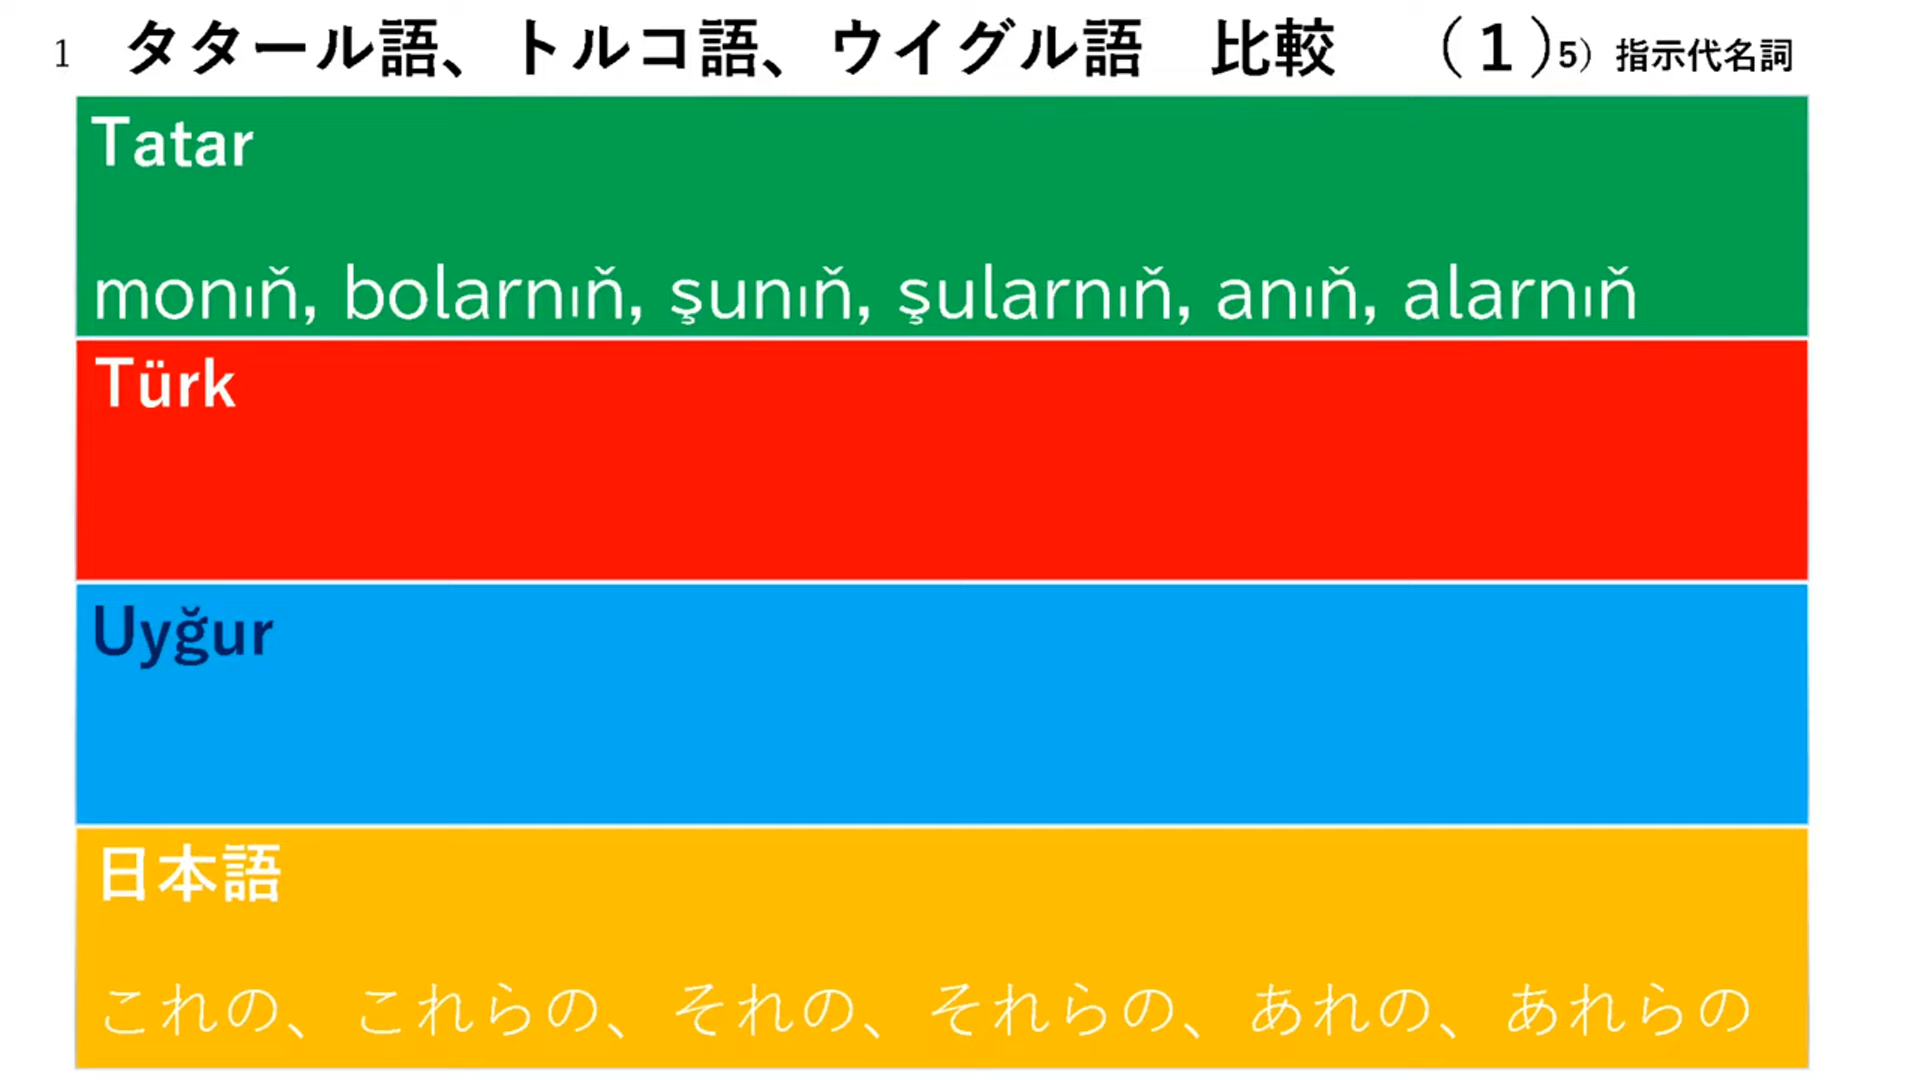 1 タタール語、トルコ語、ウイグル語 比較 （1）5）指示代名詞
Tatar
monıň, bolarnıň, şunıň, şularnıň, anıň, alarnıň
Türk
Uyğur
日本語
これの、これらの、それの、それらの、あれの、あれらの